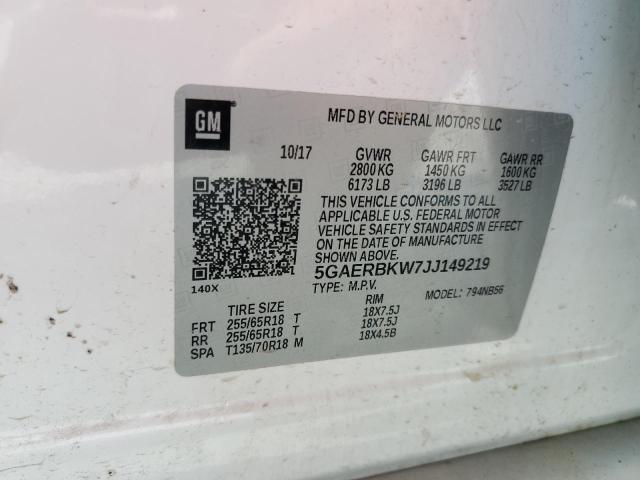 GM
MFD BY GENERAL MOTORS LLC
10/17 GVWR GAWR FRT GAWR RR
2800 KG 1450 KG 1600 KG
6173 LB 3196 LB 3527 LB
THIS VEHICLE CONFORMS TO ALL
APPLICABLE U.S. FEDERAL MOTOR
VEHICLE SAFETY STANDARDS IN EFFECT
ON THE DATE OF MANUFACTURE SHOWN ABOVE.
5GAERBKW7JJ149219
140X
TYPE: M.P.V. MODEL: 794NB56
TIRE SIZE RIM
FRT 255/65R18 T 18X7.5J
RR 255/65R18 T 18X7.5J
SPA T135/70R18 M 18X4.5B